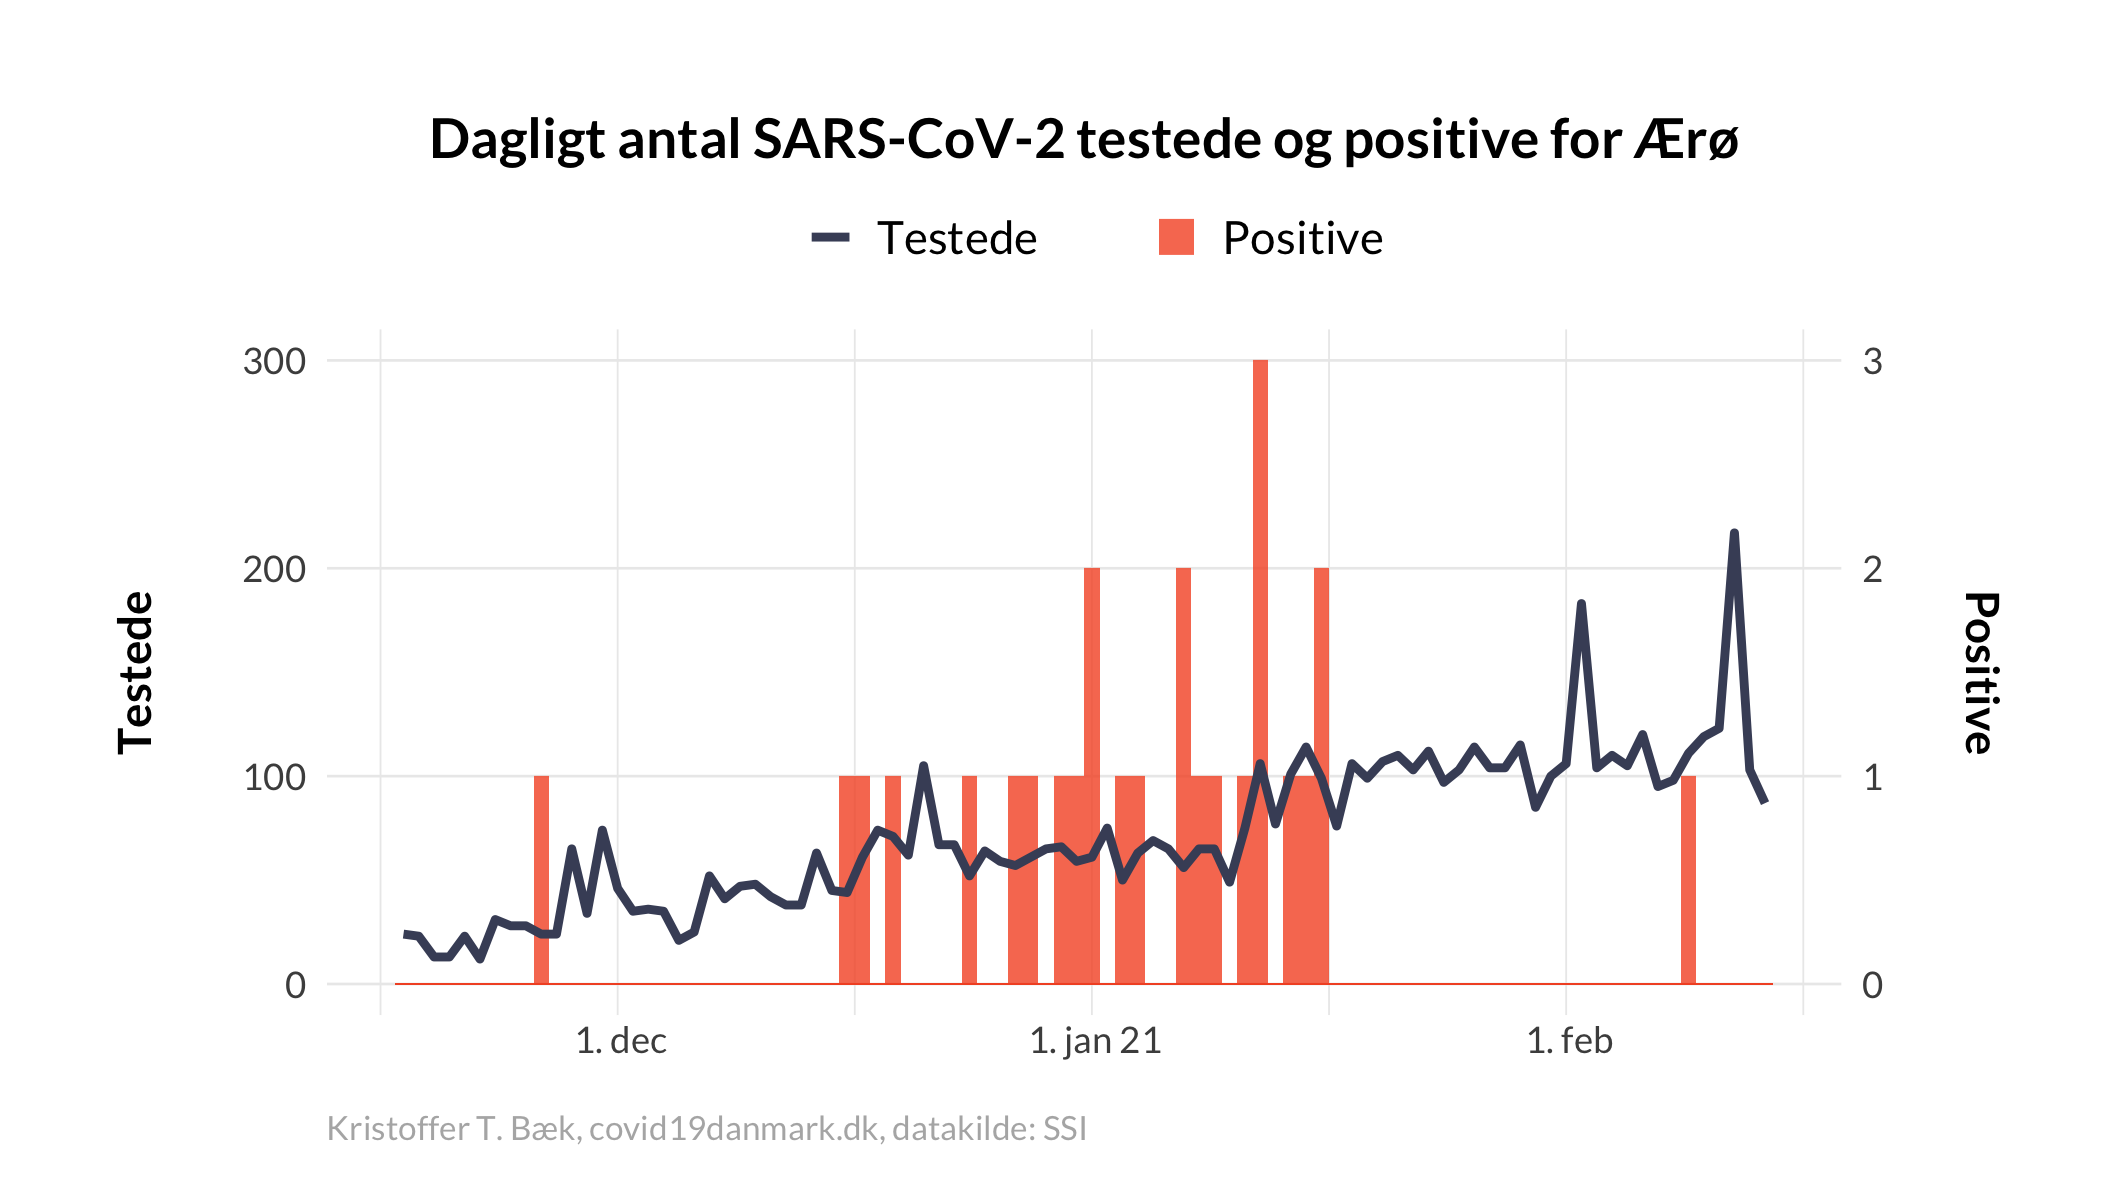 Dagligt antal SARS-CoV-2 testede og positive for Ærø
Testede Positive
300 3
200 2
100 1
0 0
Testede
Positive
1. dec 1. jan 21 1. feb
Kristoffer T. Bæk, covid19danmark.dk, datakilde: SSI